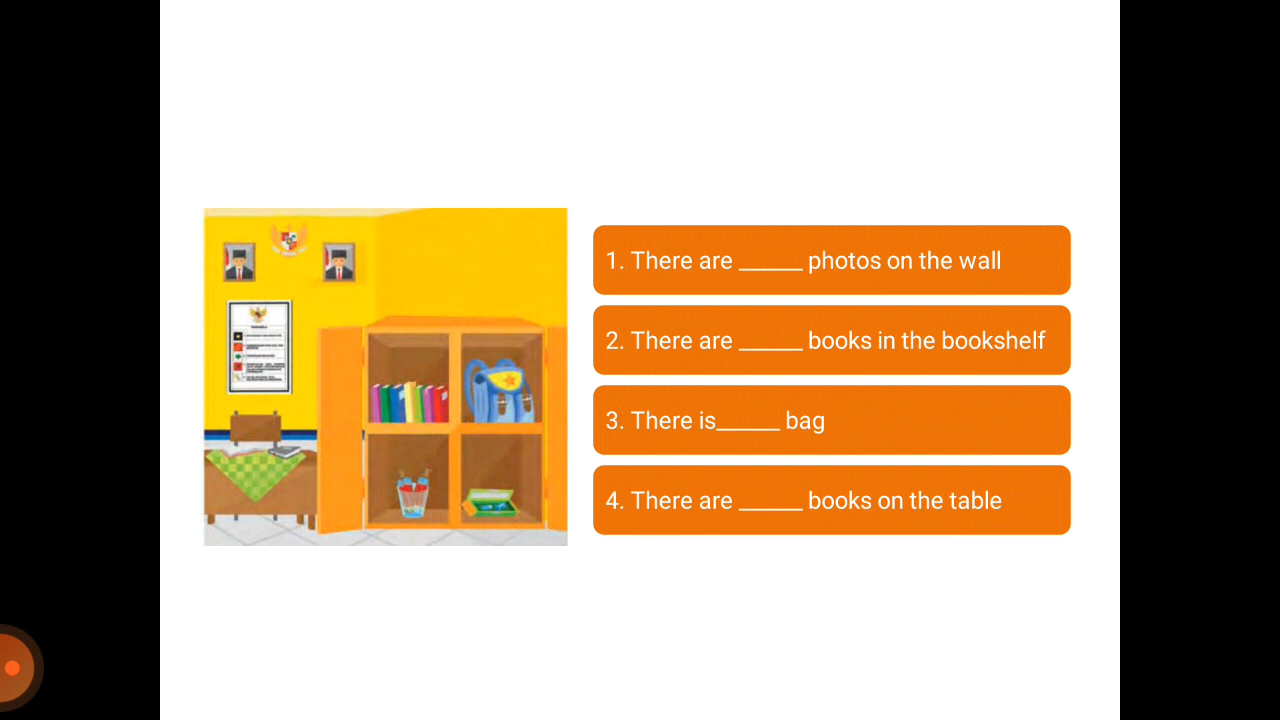 1. There are ______ photos on the wall
2. There are ______ books in the bookshelf
3. There is______ bag
4. There are ______ books on the table